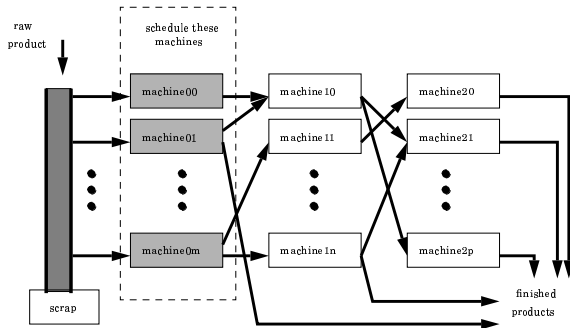 raw
product
schedule these
machines
machine00
machine10
machine20
machine01
machine11
machine21
machine0m
machine1n
machine2p
scrap
finished
products